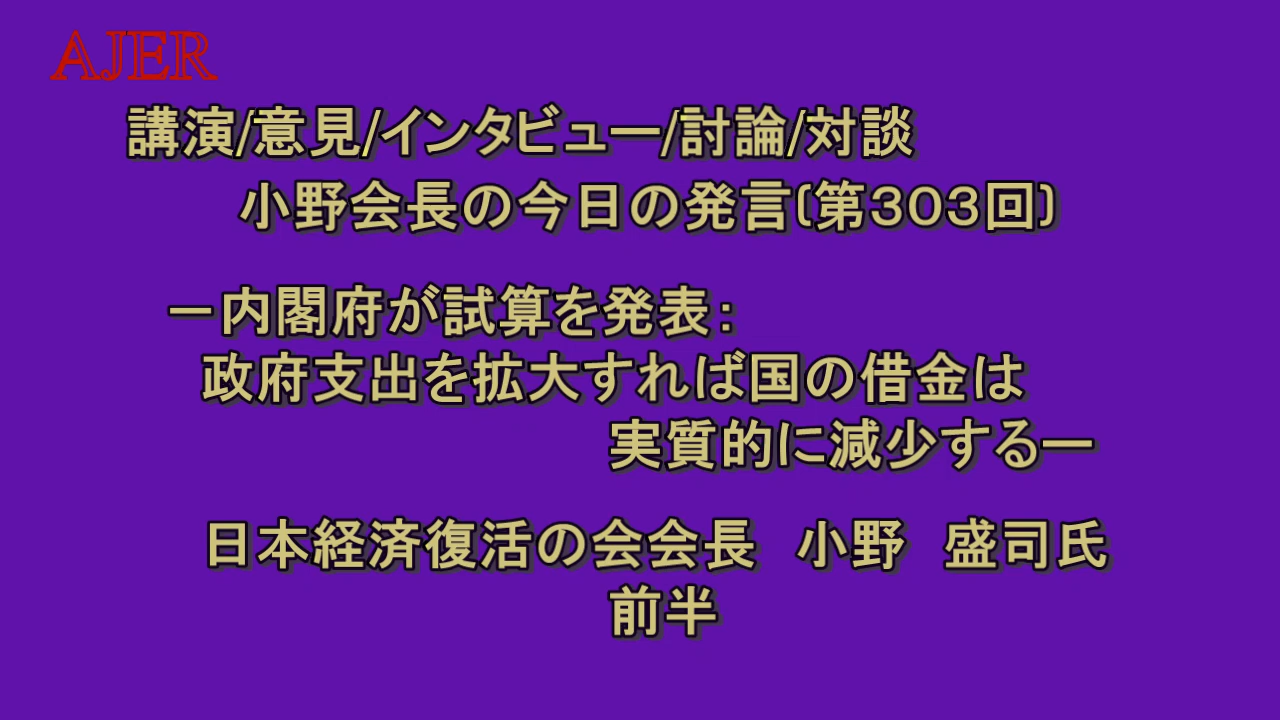 AJER
講演/意見/インタビュー/討論/対談
小野会長の今日の発言〔第303回〕
－内閣府が試算を発表：
政府支出を拡大すれば国の借金は
実質的に減少する－
日本経済復活の会会長　小野　盛司氏
前半